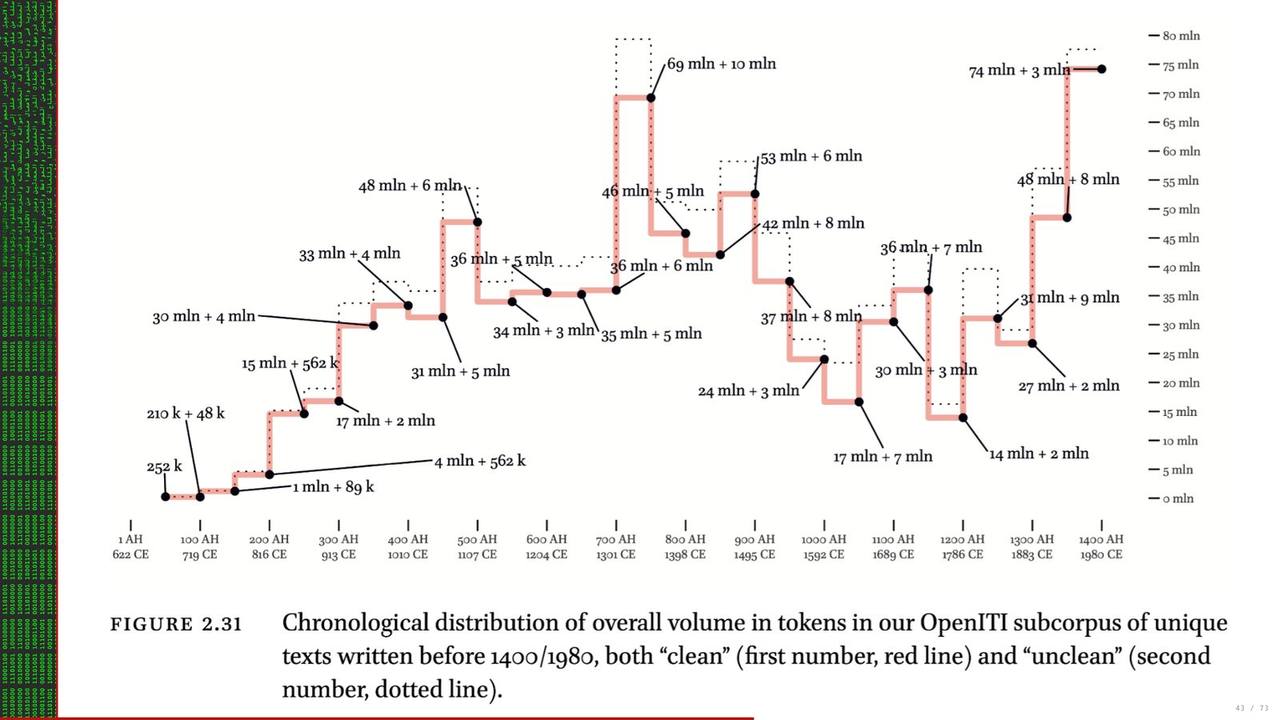 80 mln
69 mln + 10 mln
74 mln + 3 mln
75 mln
70 mln
65 mln
60 mln
53 mln + 6 mln
48 mln + 6 mln
46 mln + 5 mln
48 mln + 8 mln
55 mln
50 mln
42 mln + 8 mln
45 mln
33 mln + 4 mln
36 mln + 5 mln
36 mln + 6 mln
36 mln + 7 mln
40 mln
35 mln
30 mln + 4 mln
34 mln + 3 mln
35 mln + 5 mln
37 mln + 8 mln
31 mln + 9 mln
30 mln
25 mln
15 mln + 562 k
31 mln + 5 mln
24 mln + 3 mln
30 mln + 3 mln
27 mln + 2 mln
20 mln
210 k + 48 k
17 mln + 2 mln
15 mln
10 mln
252 k
4 mln + 562 k
17 mln + 7 mln
14 mln + 2 mln
5 mln
1 mln + 89 k
0 mln
1 AH 100 AH 200 AH 300 AH 400 AH 500 AH 600 AH 700 AH 800 AH 900 AH 1000 AH 1100 AH 1200 AH 1300 AH 1400 AH
622 CE 719 CE 816 CE 913 CE 1010 CE 1107 CE 1204 CE 1301 CE 1398 CE 1495 CE 1592 CE 1689 CE 1786 CE 1883 CE 1980 CE
FIGURE 2.31 Chronological distribution of overall volume in tokens in our OpenITI subcorpus of unique
texts written before 1400/1980, both “clean” (first number, red line) and “unclean” (second
number, dotted line).
43 / 73